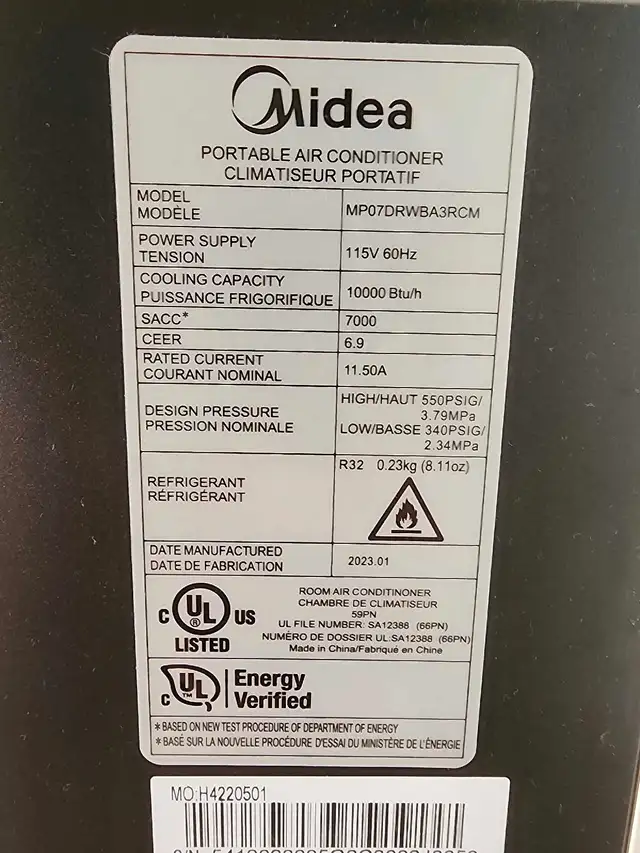 Midea
PORTABLE AIR CONDITIONER
CLIMATISEUR PORTATIF
MODEL
MODÈLE
MP07DRWBA3RCM
POWER SUPPLY
TENSION
115V 60Hz
COOLING CAPACITY
PUISSANCE FRIGORIFIQUE
10000 Btu/h
SACC*
7000
CEER
6.9
RATED CURRENT
COURANT NOMINAL
11.50A
DESIGN PRESSURE
PRESSION NOMINALE
HIGH/HAUT 550PSIG/
3.79MPa
LOW/BASSE 340PSIG/
2.34MPa
REFRIGERANT
RÉFRIGÉRANT
R32 0.23kg (8.11oz)
DATE MANUFACTURED
DATE DE FABRICATION
2023.01
C UL ® US
LISTED
ROOM AIR CONDITINONER
CHAMBRE DE CLIMATISEUR
59PN
UL FILE NUMBER: SA12388 (66PN)
NUMÉRO DE DOSSIER UL:SA12388 (66PN)
Made in China/Fabriqué en Chine
C UL TM
Energy
Verified
*BASED ON NEW TEST PROCEDURE OF DEPARTMENT OF ENERGY
*BASÉ SUR LA NOUVELLE PROCÉDURE D'ESSAI DU MINISTÈRE DE L'ÉNERGIE
MO:H4220501